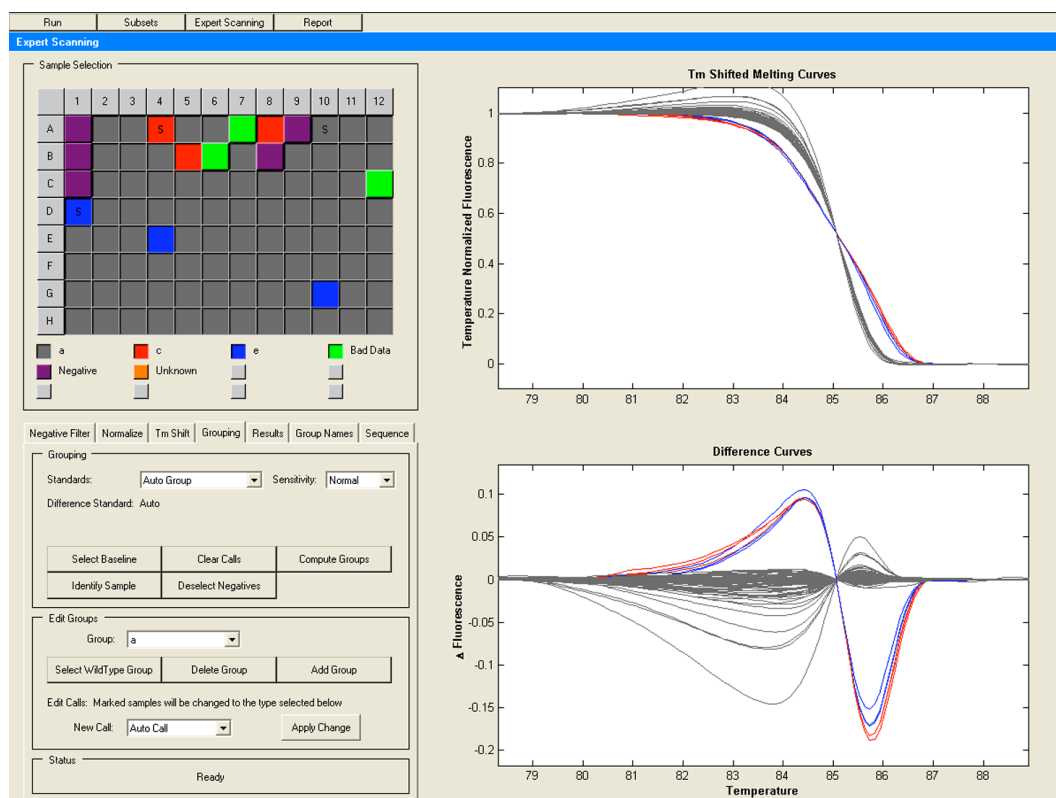 Run Subsets Expert Scanning Report
Expert Scanning
Sample Selection
1 2 3 4 5 6 7 8 9 10 11 12
A S S
B
C
D S
E
F
G
H
a c e Bad Data
Negative Unknown
Negative Filter Normalize Tm Shift Grouping Results Group Names Sequence
Grouping
Standards: Auto Group Sensitivity: Normal
Difference Standard: Auto
Select Baseline Clear Calls Compute Groups
Identify Sample Deselect Negatives
Edit Groups
Group: a
Select WildType Group Delete Group Add Group
Edit Calls: Marked samples will be changed to the type selected below
New Call: Auto Call Apply Change
Status
Ready
Tm Shifted Melting Curves
Temperature Normalized Fluorescence
1
0.8
0.6
0.4
0.2
0
79 80 81 82 83 84 85 86 87 88
Difference Curves
Δ Fluorescence
0.1
0.05
0
-0.05
-0.1
-0.15
-0.2
79 80 81 82 83 84 85 86 87 88
Temperature